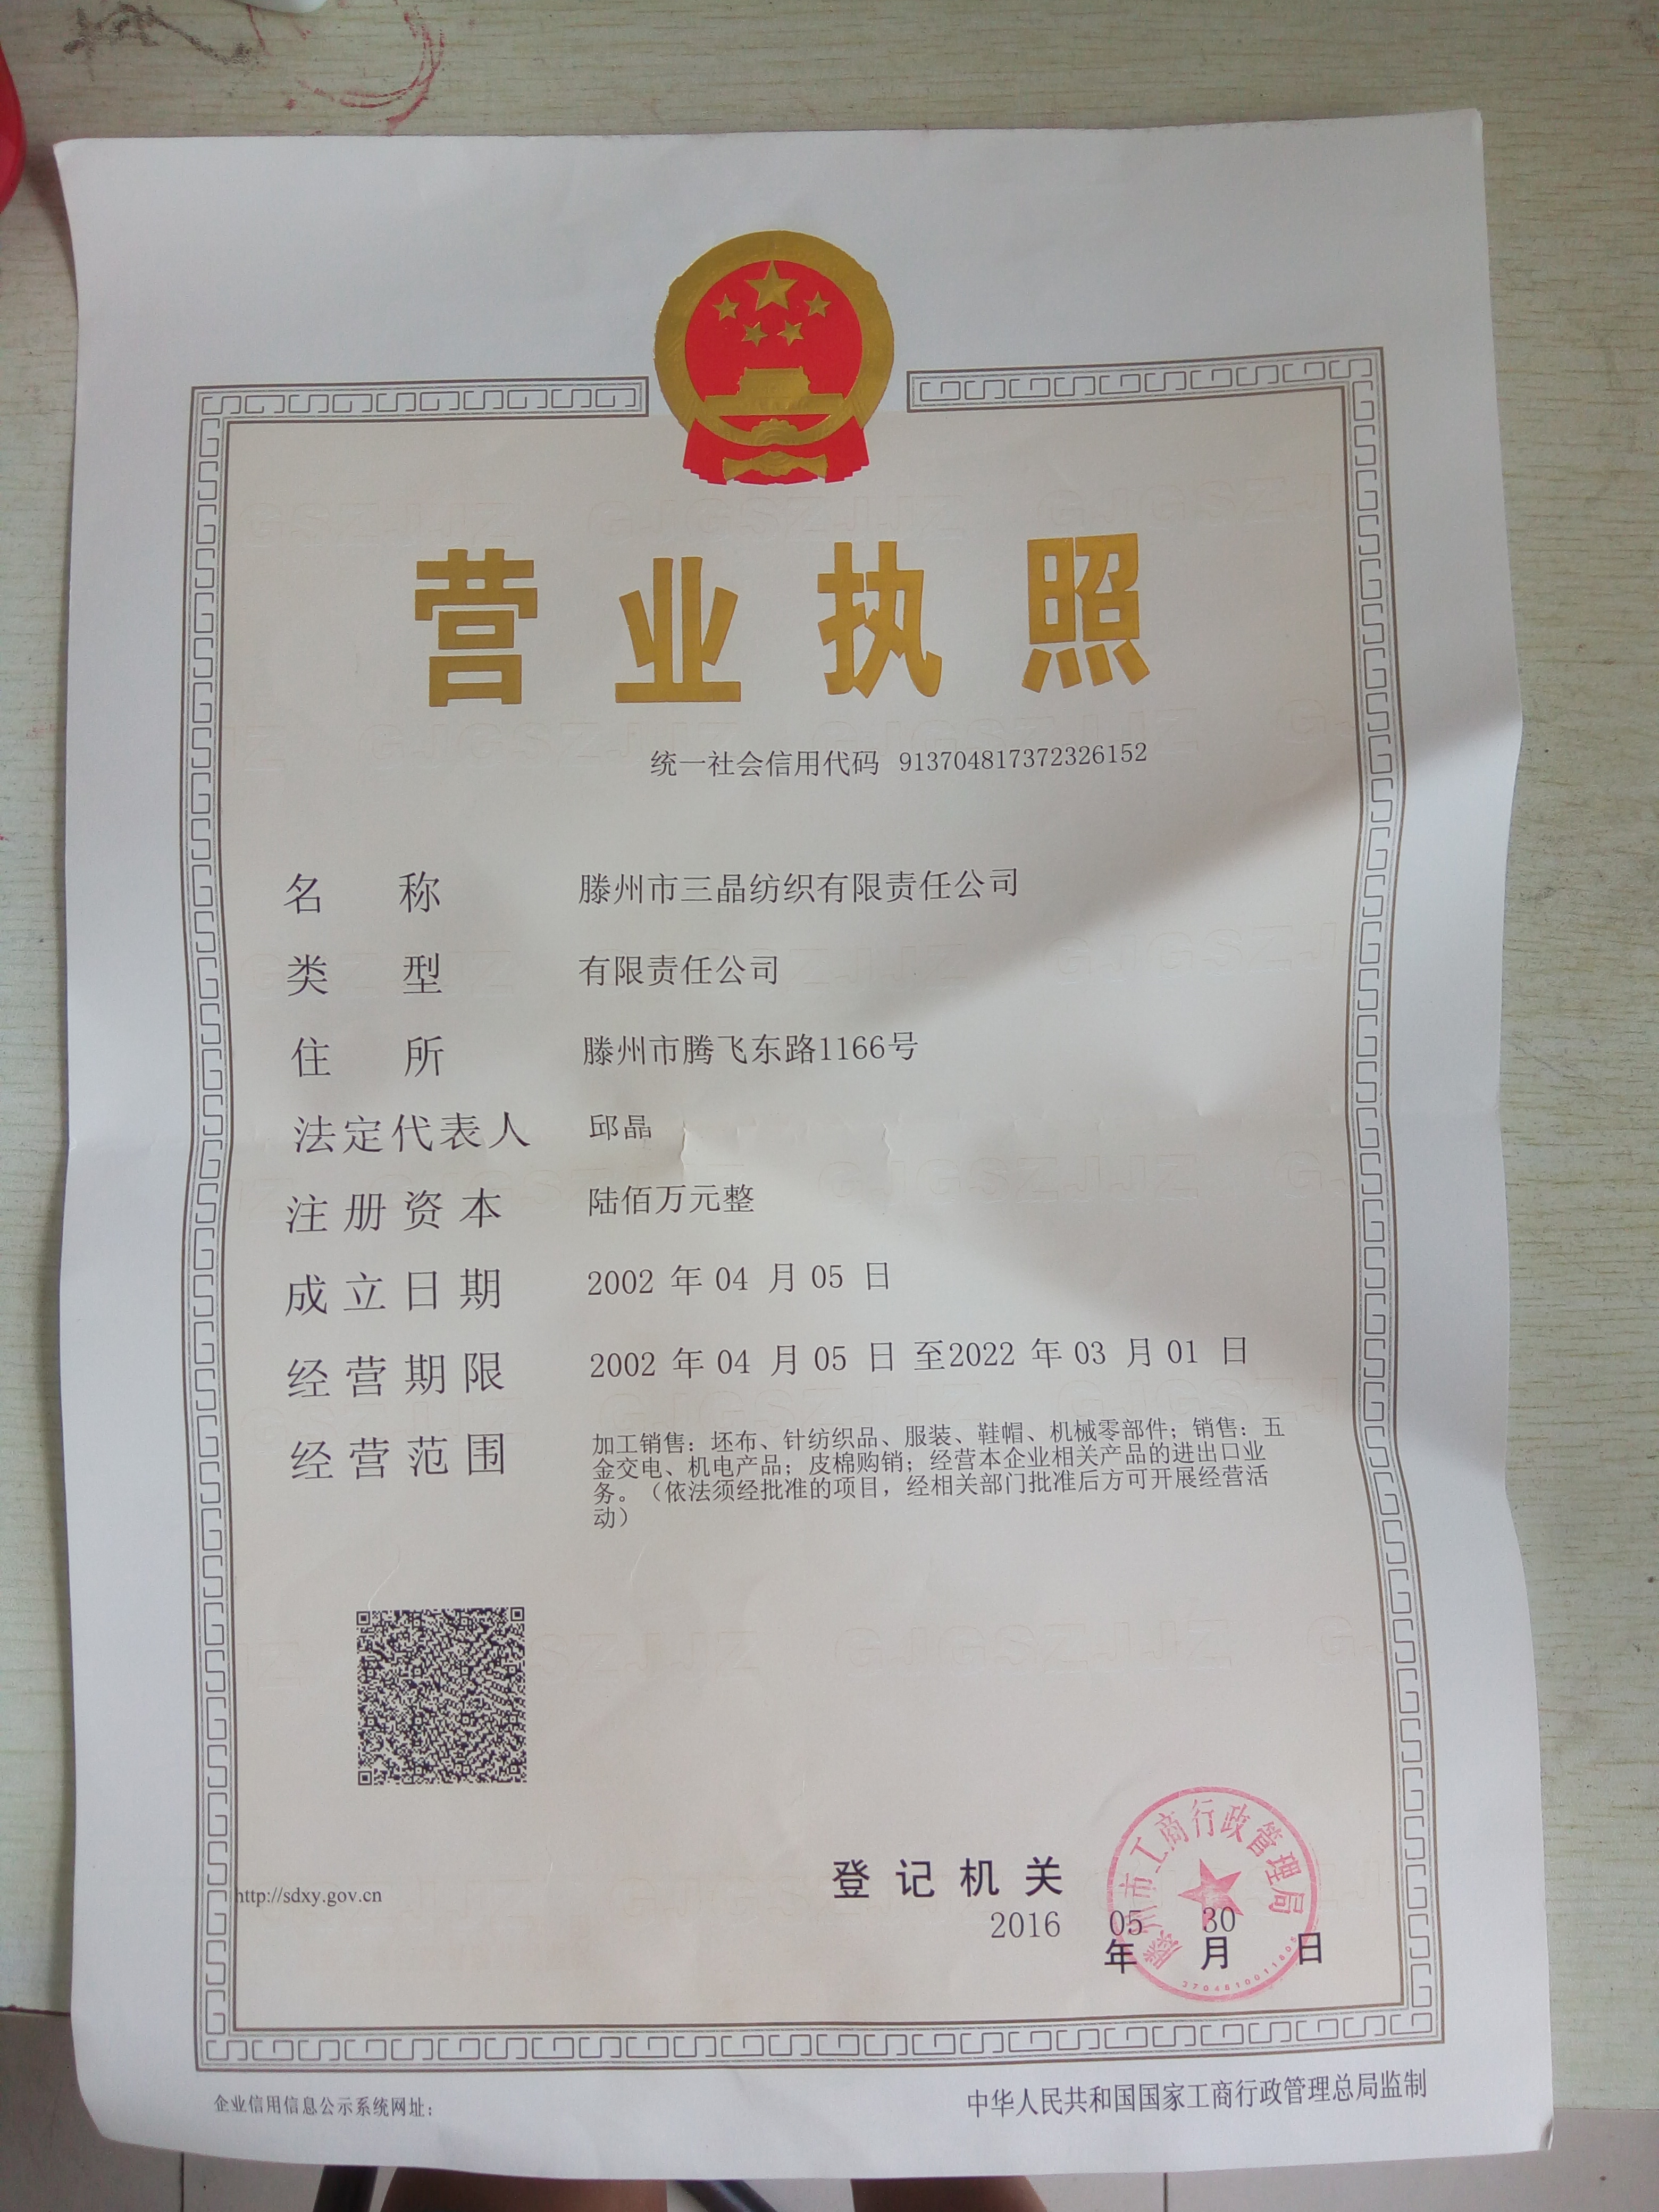 营业执照
统一社会信用代码 913704817372326152
名称 滕州市三晶纺织有限责任公司
类型 有限责任公司
住所 滕州市腾飞东路1166号
法定代表人 邱晶
注册资本 陆佰万元整
成立日期 2002 年 04 月 05 日
经营期限 2002 年 04 月 05 日 至2022 年 03 月 01 日
经营范围 加工销售：坯布、针纺织品、服装、鞋帽、机械零部件；销售：五
金交电、机电产品；皮棉购销；经营本企业相关产品的进出口业
务。（依法须经批准的项目，经相关部门批准后方可开展经营活
动）
滕州市工商行政管理局
登记机关
http://sdxy.gov.cn
2016 05 30
年 月 日
企业信用信息公示系统网址：
中华人民共和国国家工商行政管理总局监制